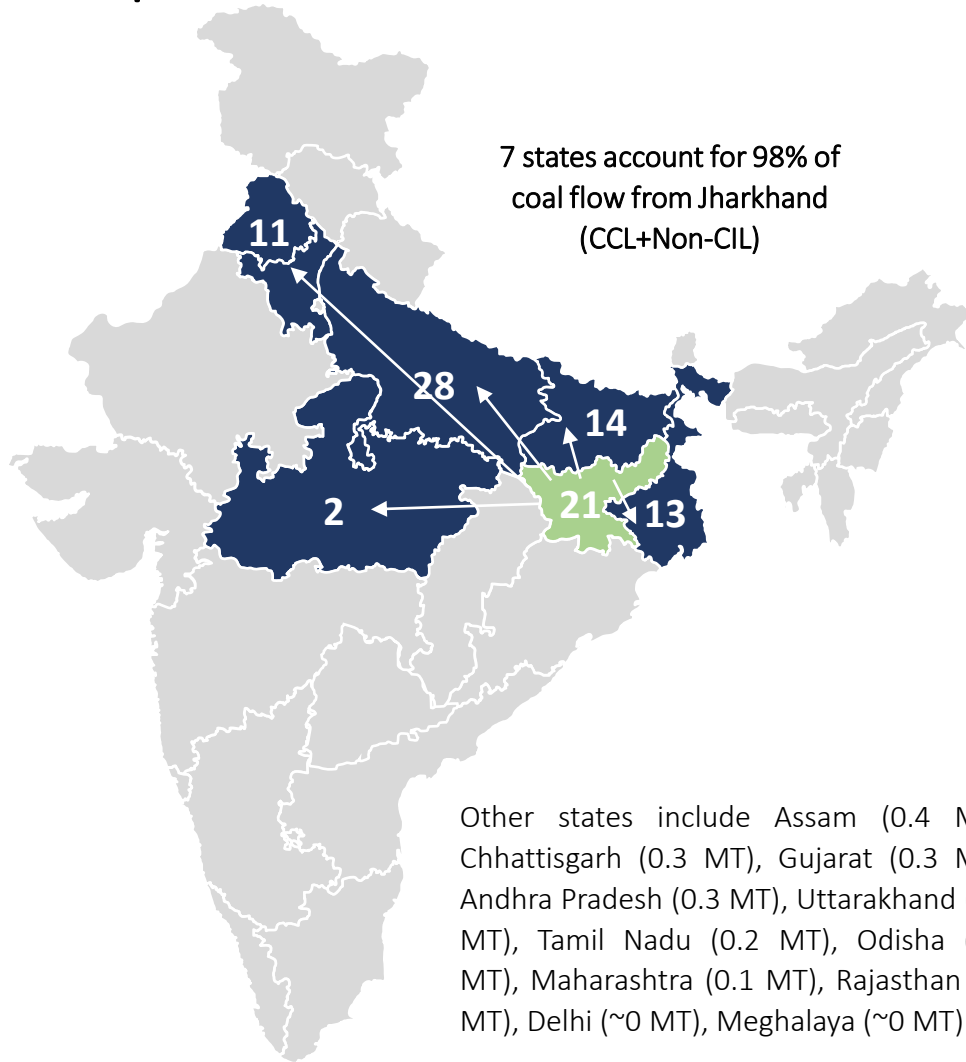 7 states account for 98% of
coal flow from Jharkhand
(CCL+Non-CIL)
11
28
14
21
13
2
Other states include Assam (0.4
Chhattisgarh (0.3 MT), Gujarat (0.3
Andhra Pradesh (0.3 MT), Uttarakhand
MT), Tamil Nadu (0.2 MT), Odisha
MT), Maharashtra (0.1 MT), Rajasthan
MT), Delhi (~0 MT), Meghalaya (~0 MT)